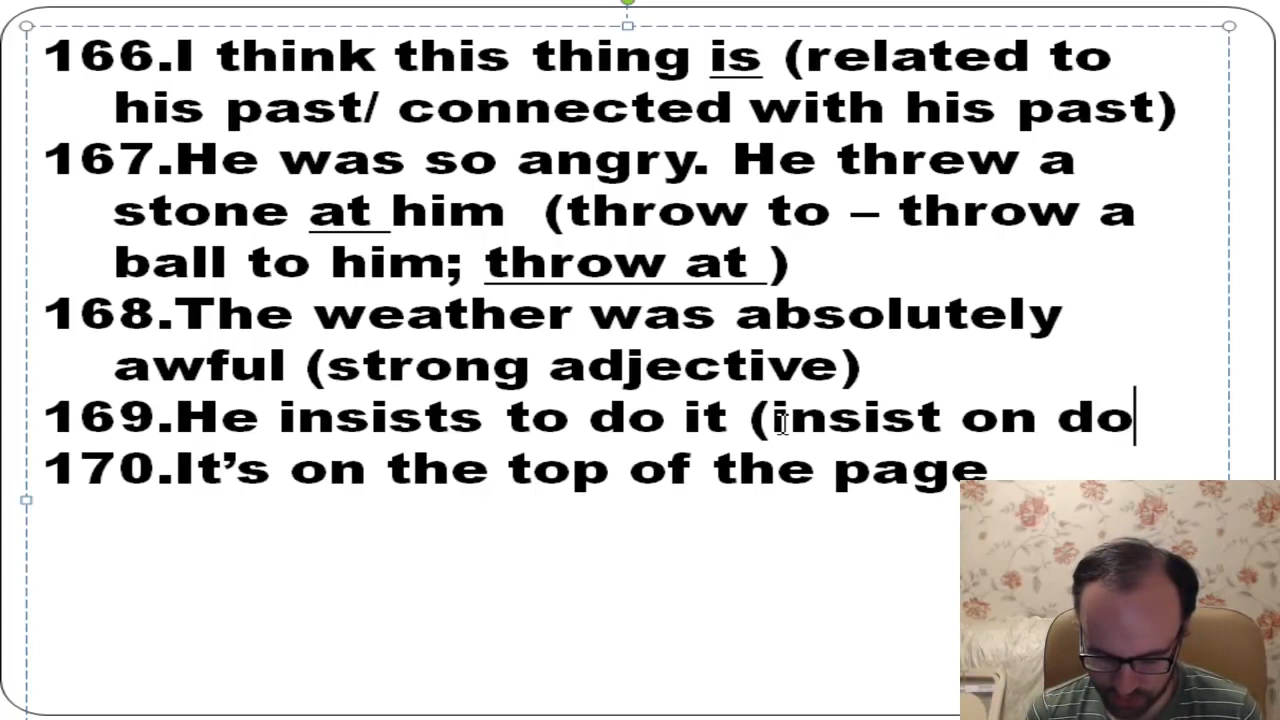 166.I think this thing is (related to
his past/ connected with his past)
167.He was so angry. He threw a
stone at him (throw to – throw a
ball to him; throw at )
168.The weather was absolutely
awful (strong adjective)
169.He insists to do it (insist on do
170.It’s on the top of the page